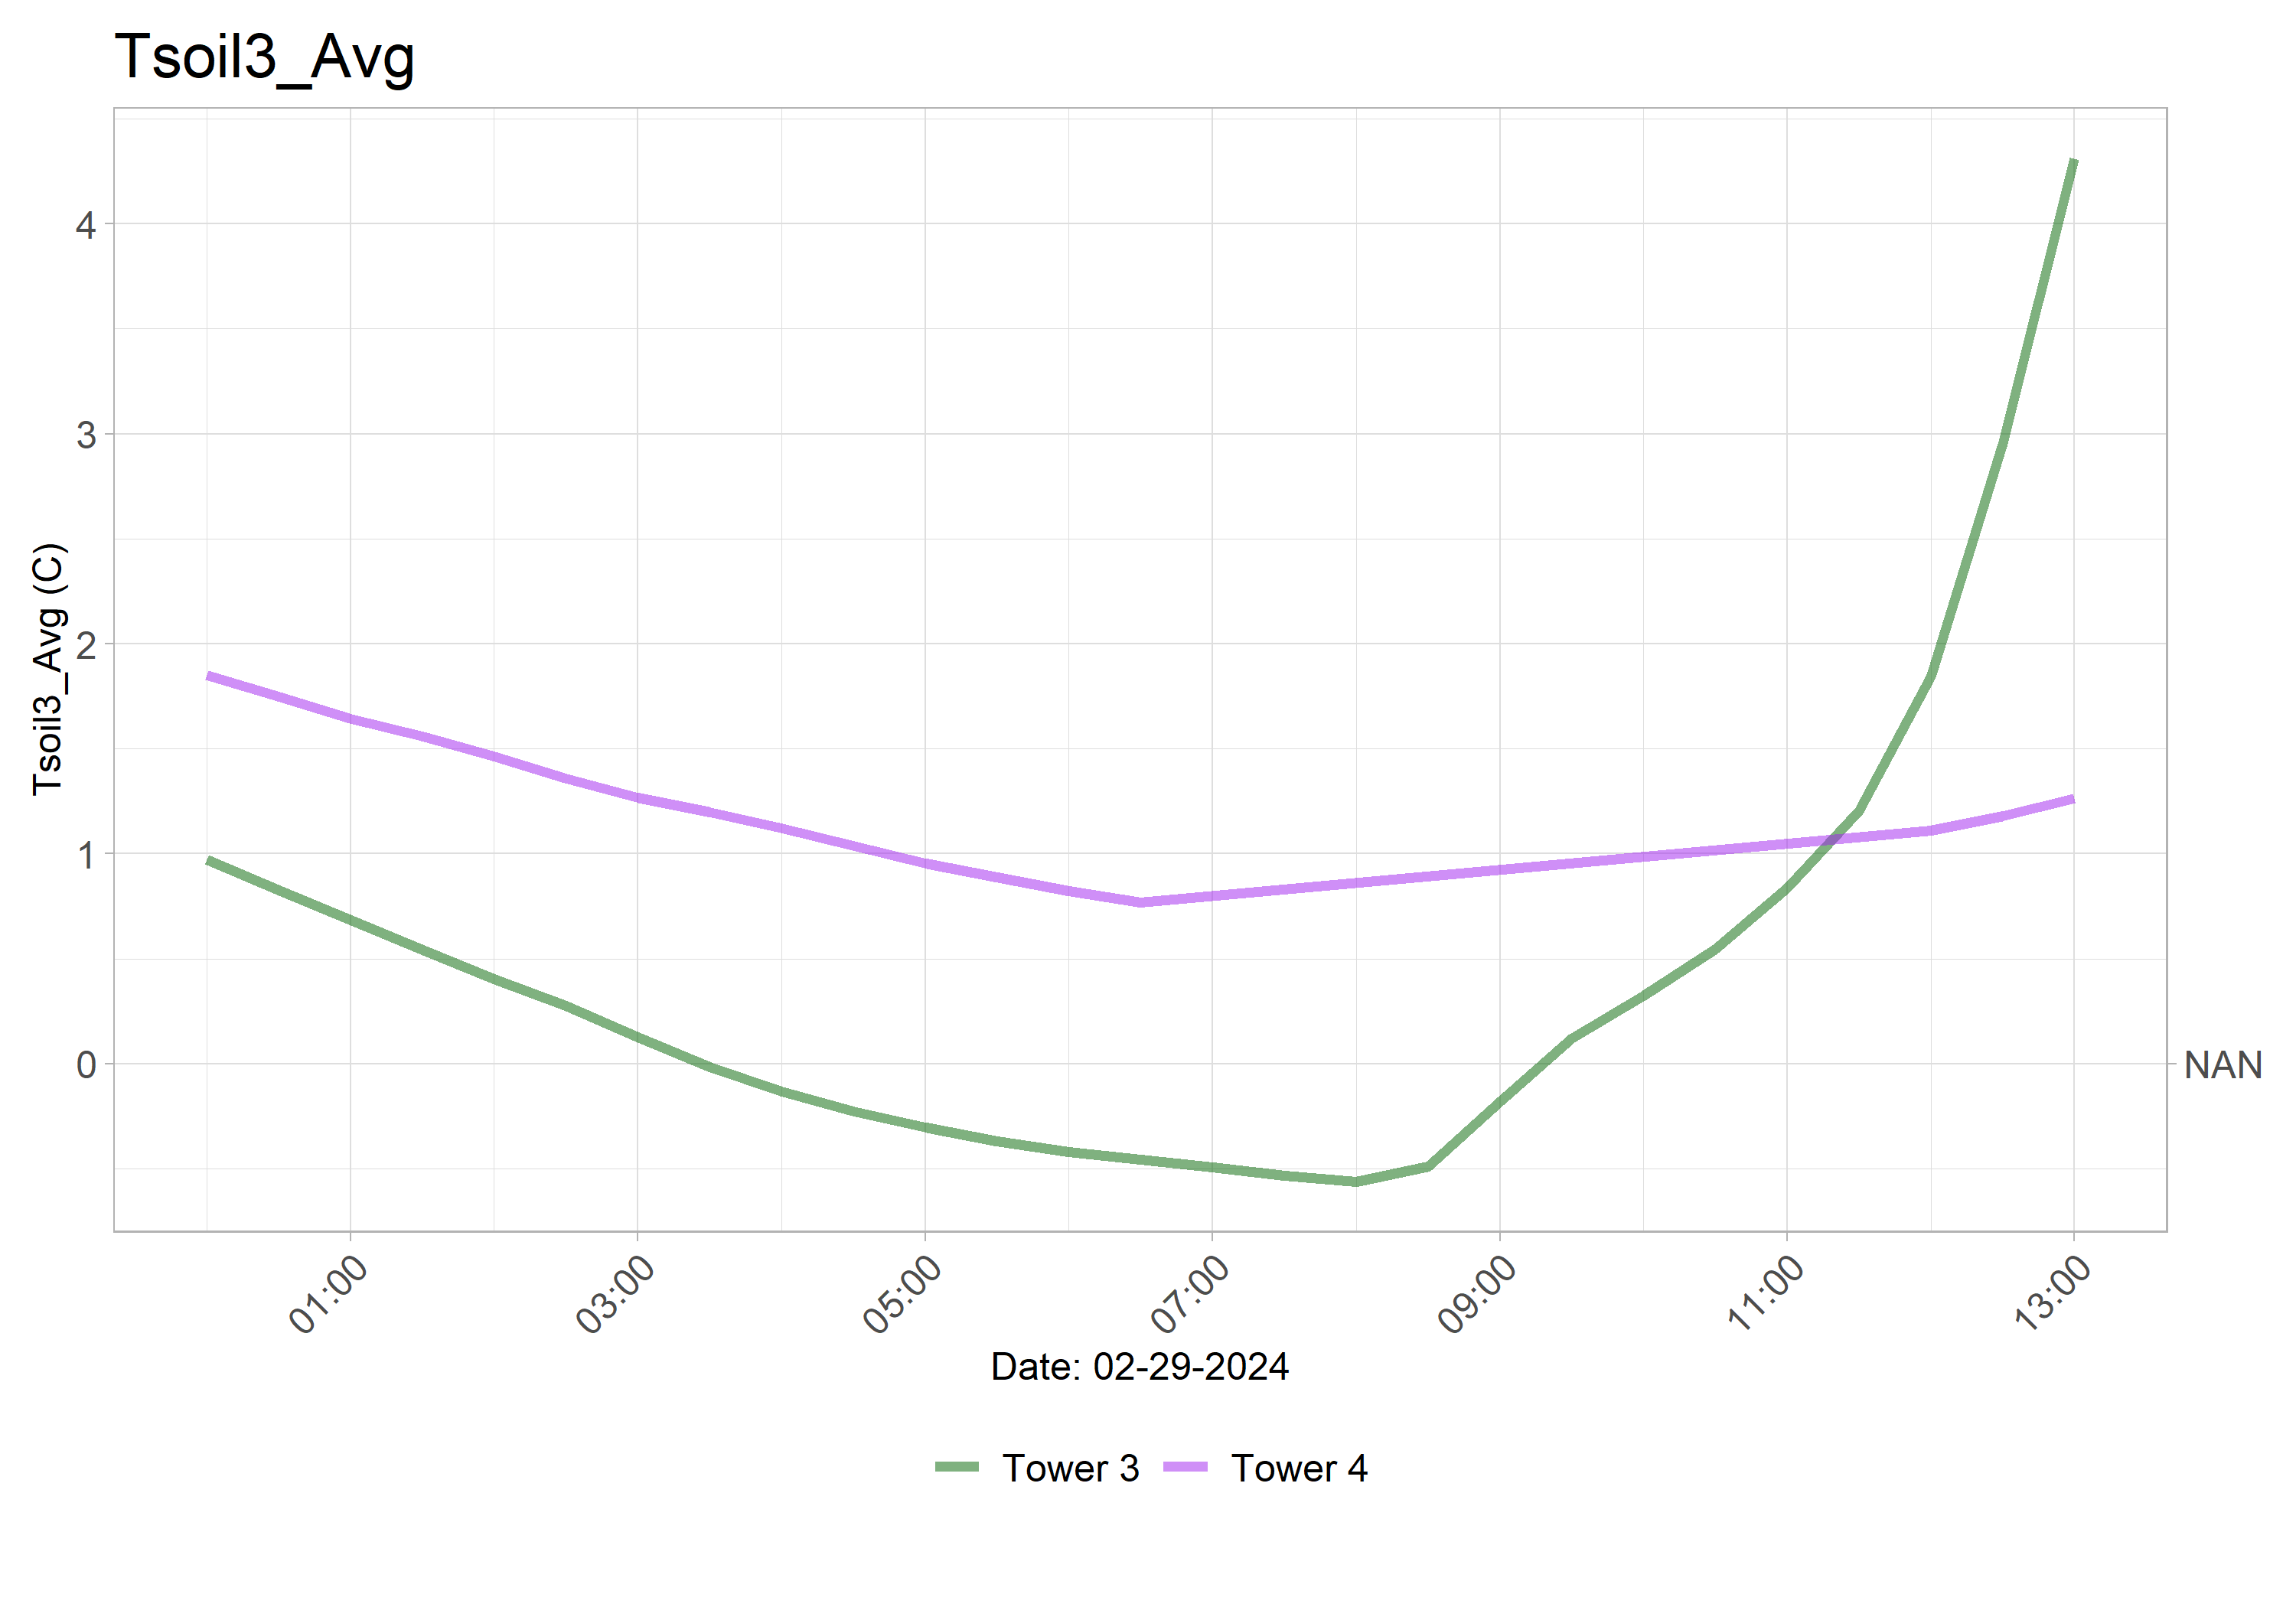 Tsoil3_Avg
Tsoil3_Avg (C)
4
3
2
1
0
NAN
01:00
03:00
05:00
07:00
09:00
11:00
13:00
Date: 02-29-2024
Tower 3
Tower 4